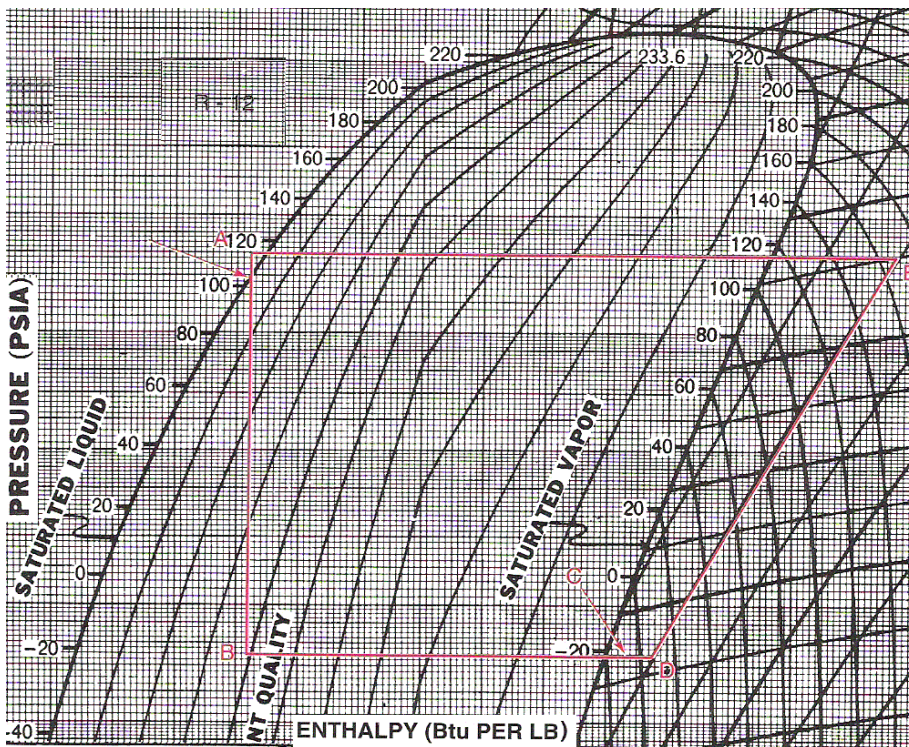 220
233.6
220
200
200
R - 12
180
180
160
160
140
140
A
120
120
100
100
E
80
80
60
60
40
40
20
20
C
0
0
B
-20
-20
D
-40
PRESSURE (PSIA)
SATURATED LIQUID
SATURATED VAPOR
NT QUALITY
ENTHALPY (Btu PER LB)